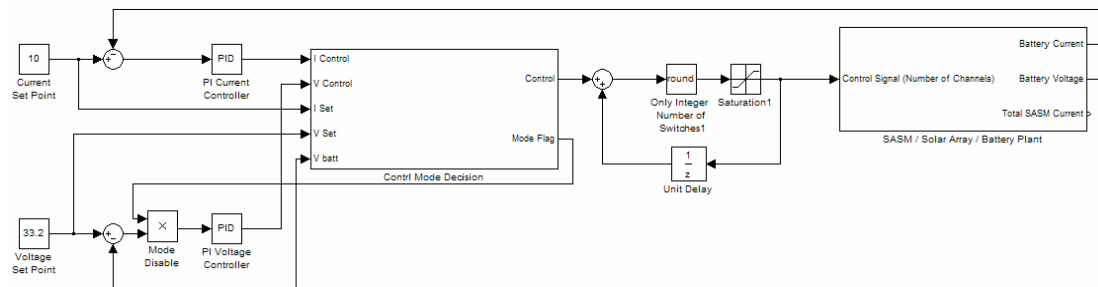 10
Current
Set Point
PID
PI Current
Controller
I Control
V Control
I Set
V Set
V batt
Control
Mode Flag
Contrl Mode Decision
round
Only Integer
Number of
Switches1
Saturation1
1
z
Unit Delay
Control Signal (Number of Channels)
Battery Current
Battery Voltage
Total SASM Current
SASM / Solar Array / Battery Plant
33.2
Voltage
Set Point
×
Mode
Disable
PID
PI Voltage
Controller